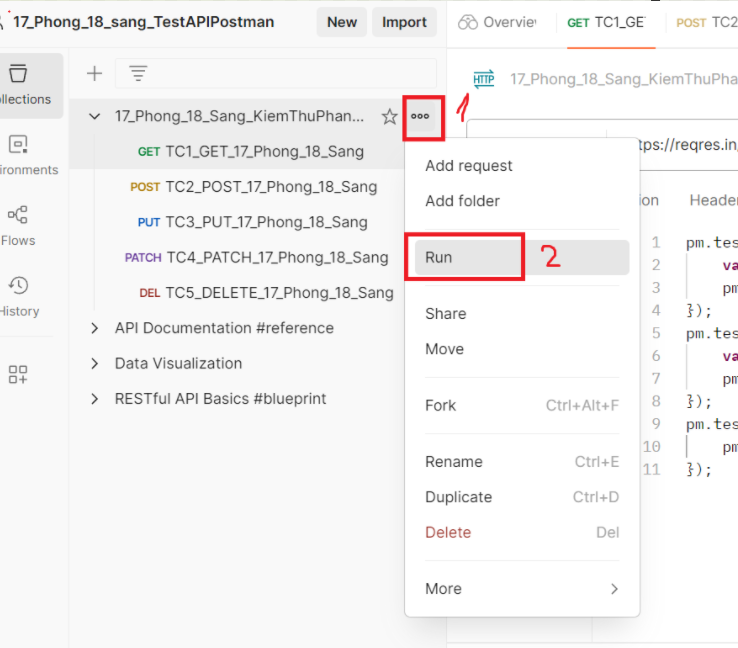 17_Phong_18_sang_TestAPIPostman
New
Import
Overview
GET TC1_GE
POST TC2
ollections
ironments
Flows
History
17_Phong_18_Sang_KiemThuPhan...
GET TC1_GET_17_Phong_18_Sang
POST TC2_POST_17_Phong_18_Sang
PUT TC3_PUT_17_Phong_18_Sang
PATCH TC4_PATCH_17_Phong_18_Sang
DEL TC5_DELETE_17_Phong_18_Sang
API Documentation #reference
Data Visualization
RESTful API Basics #blueprint
1
2
Add request
Add folder
Run
Share
Move
Fork Ctrl+Alt+F
Rename Ctrl+E
Duplicate Ctrl+D
Delete Del
More
HTTP 17_Phong_18_Sang_KiemThuPha
tps://reqres.in
ion Header
1 pm.tes
2 va
3 pm
4 });
5 pm.tes
6 va
7 pm
8 });
9 pm.tes
10 pm
11 });